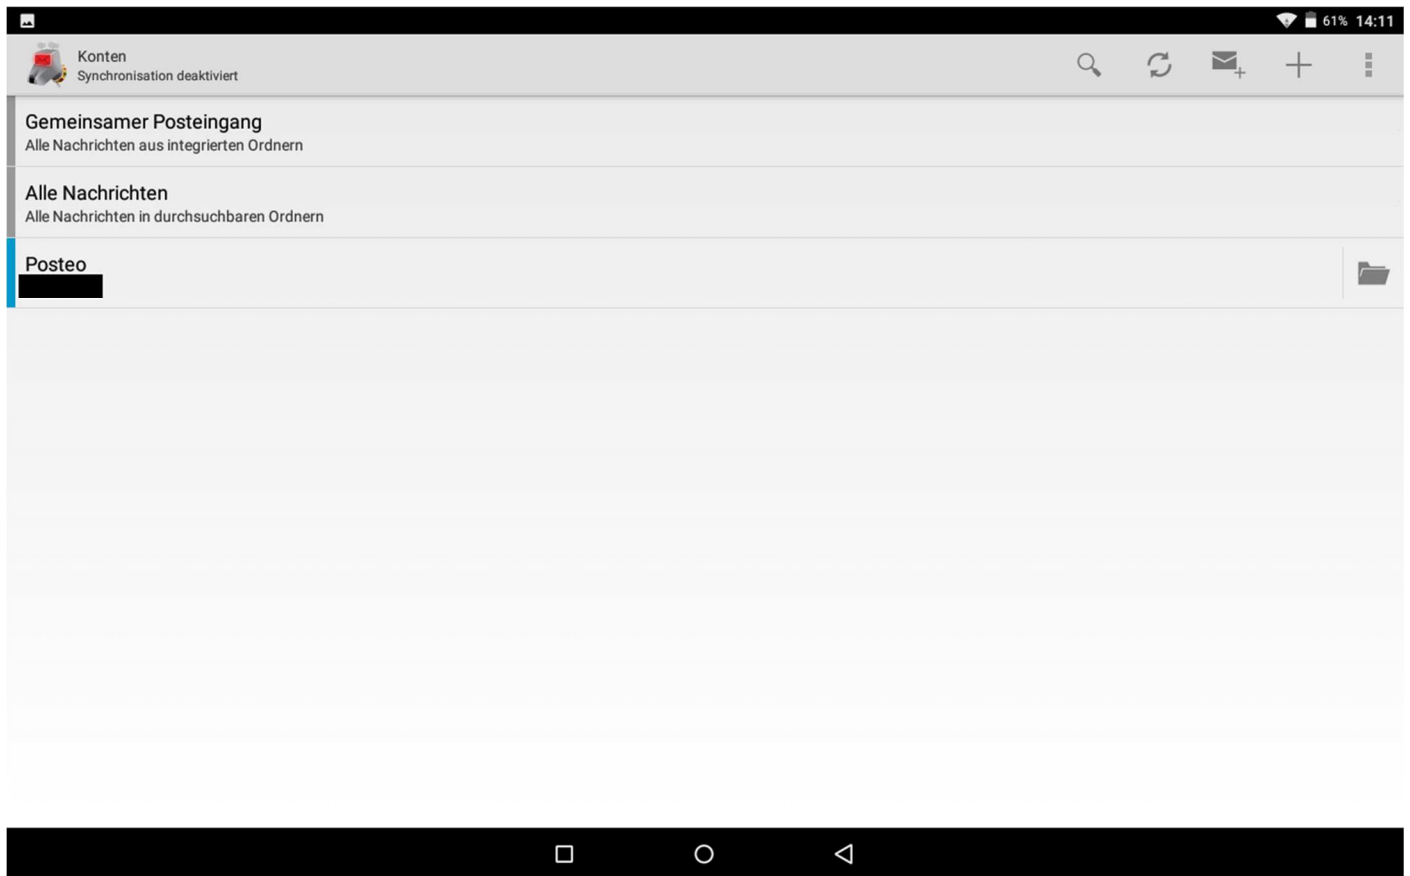 61% 14:11
Konten
Synchronisation deaktiviert
Gemeinsamer Posteingang
Alle Nachrichten aus integrierten Ordnern
Alle Nachrichten
Alle Nachrichten in durchsuchbaren Ordnern
Posteo